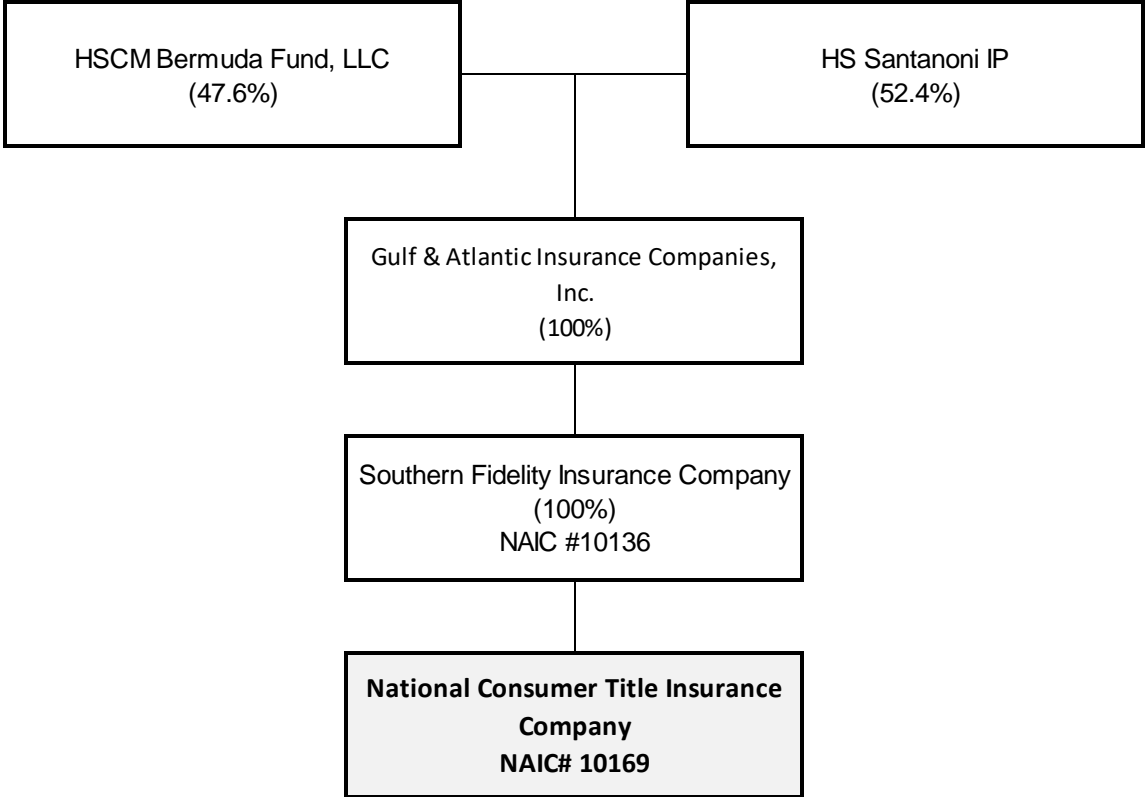 HSCM Bermuda Fund, LLC
(47.6%)
HS Santanoni IP
(52.4%)
Gulf & Atlantic Insurance Companies,
Inc.
(100%)
Southern Fidelity Insurance Company
(100%)
NAIC #10136
National Consumer Title Insurance
Company
NAIC# 10169